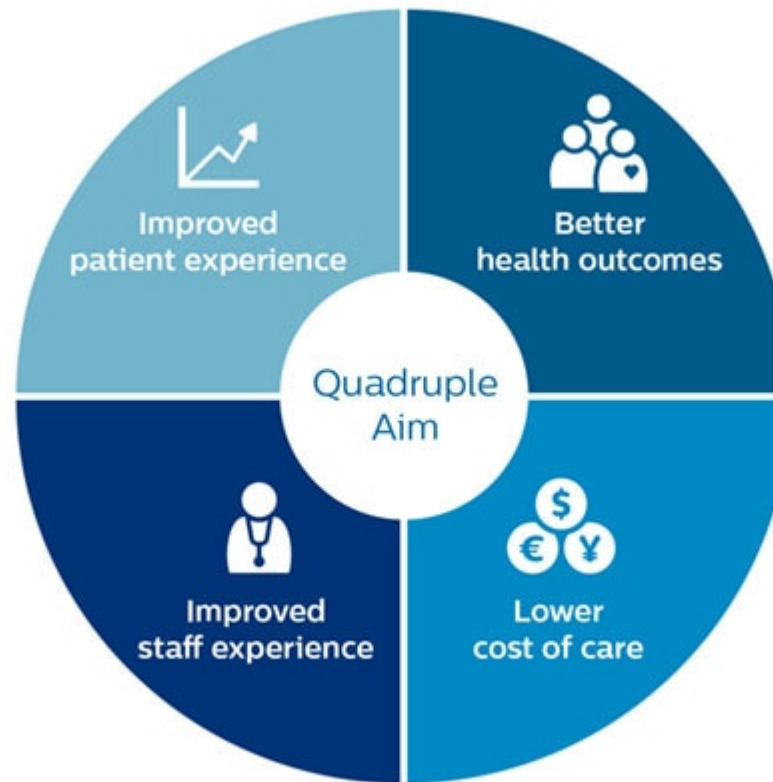 Improved
patient experience
Better
health outcomes
Quadruple
Aim
Improved
staff experience
$
€ ¥
Lower
cost of care